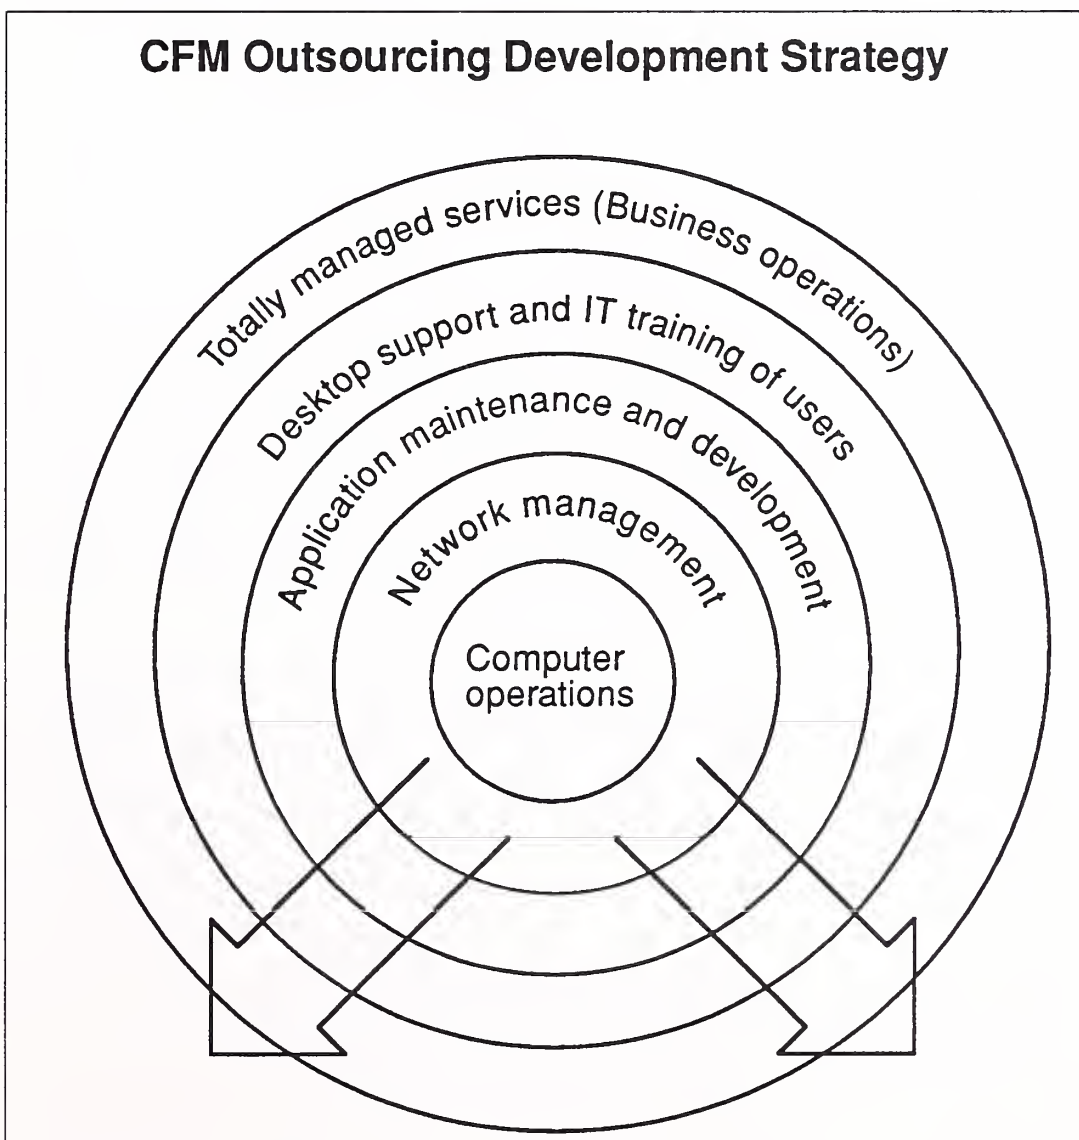 CFM Outsourcing Development Strategy
Totally managed services (Business operations)
Desktop support and IT training of users
Application maintenance and development
Network management
Computer
operations